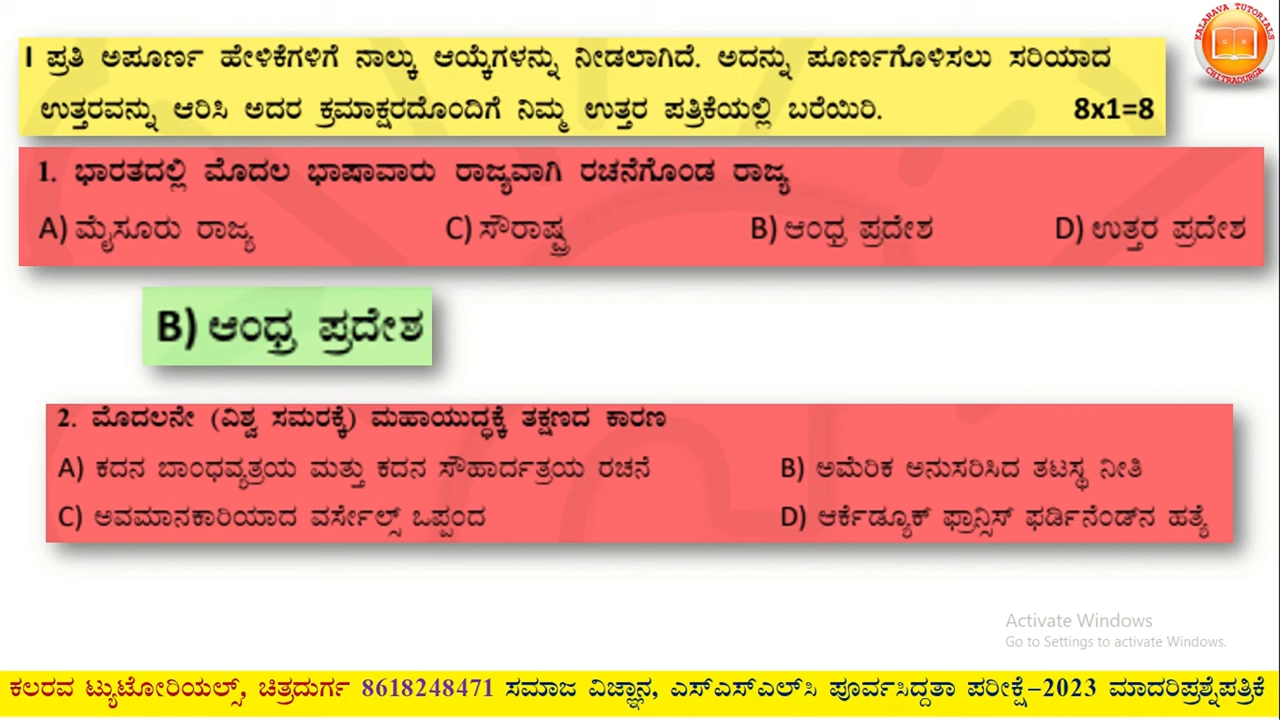 KALARAVA TUTORIALS
CHITRADURGA
I ಪ್ರತಿ ಅಪೂರ್ಣ ಹೇಳಿಕೆಗಳಿಗೆ ನಾಲ್ಕು ಆಯ್ಕೆಗಳನ್ನು ನೀಡಲಾಗಿದೆ. ಅದನ್ನು ಪೂರ್ಣಗೊಳಿಸಲು ಸರಿಯಾದ
ಉತ್ತರವನ್ನು ಆರಿಸಿ ಅದರ ಕ್ರಮಾಕ್ಷರದೊಂದಿಗೆ ನಿಮ್ಮ ಉತ್ತರ ಪತ್ರಿಕೆಯಲ್ಲಿ ಬರೆಯಿರಿ. 8x1=8
1. ಭಾರತದಲ್ಲಿ ಮೊದಲ ಭಾಷಾವಾರು ರಾಜ್ಯವಾಗಿ ರಚನೆಗೊಂಡ ರಾಜ್ಯ
A) ಮೈಸೂರು ರಾಜ್ಯ C) ಸೌರಾಷ್ಟ್ರ B) ಆಂಧ್ರ ಪ್ರದೇಶ D) ಉತ್ತರ ಪ್ರದೇಶ
B) ಆಂಧ್ರ ಪ್ರದೇಶ
2. ಮೊದಲನೇ (ವಿಶ್ವ ಸಮರಕ್ಕೆ) ಮಹಾಯುದ್ಧಕ್ಕೆ ತಕ್ಷಣದ ಕಾರಣ
A) ಕದನ ಬಾಂಧವ್ಯತ್ರಯ ಮತ್ತು ಕದನ ಸೌಹಾರ್ದತ್ರಯ ರಚನೆ B) ಅಮೆರಿಕ ಅನುಸರಿಸಿದ ತಟಸ್ಥ ನೀತಿ
C) ಅವಮಾನಕಾರಿಯಾದ ವರ್ಸೇಲ್ಸ್ ಒಪ್ಪಂದ D) ಆರ್ಕೆಡ್ಯೂಕ್ ಫ್ರಾನ್ಸಿಸ್ ಫರ್ಡಿನೆಂಡ್‌ನ ಹತ್ಯೆ
Activate Windows
Go to Settings to activate Windows.
ಕಲರವ ಟ್ಯುಟೋರಿಯಲ್ಸ್, ಚಿತ್ರದುರ್ಗ 8618248471 ಸಮಾಜ ವಿಜ್ಞಾನ, ಎಸ್‌ಎಸ್‌ಎಲ್‌ಸಿ ಪೂರ್ವಸಿದ್ದತಾ ಪರೀಕ್ಷೆ-2023 ಮಾದರಿಪ್ರಶ್ನೆಪತ್ರಿಕೆ